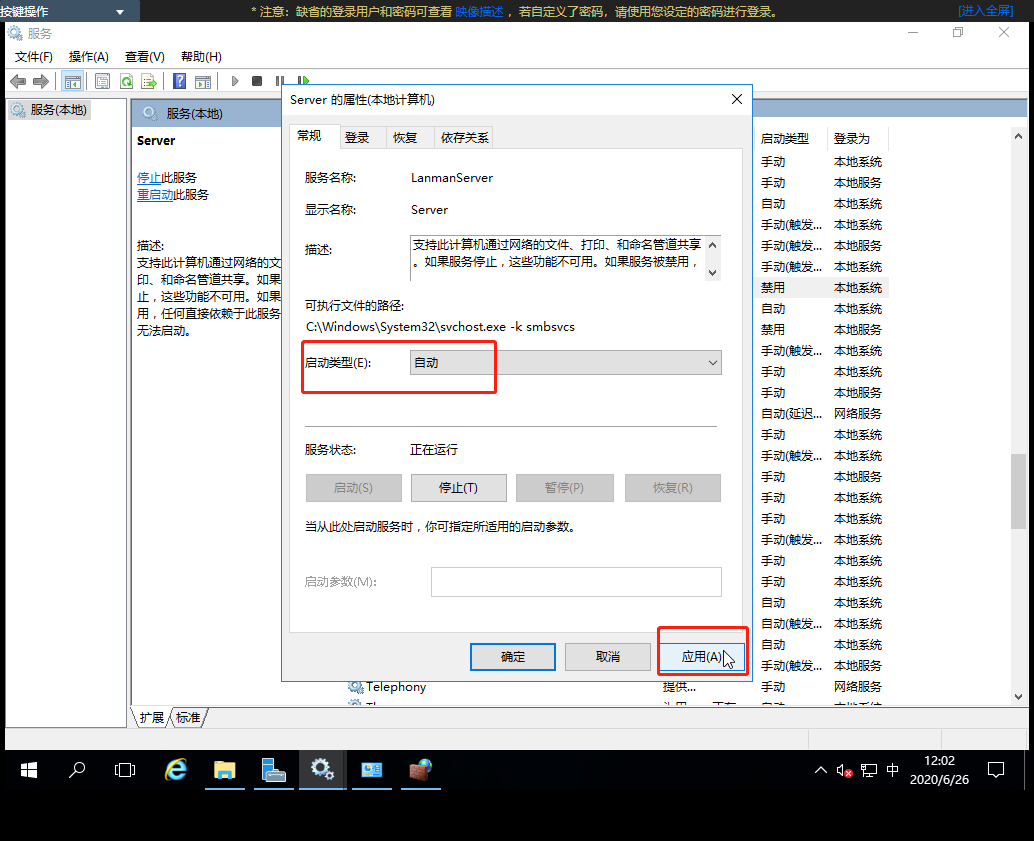 按键操作
* 注意：缺省的登录用户和密码可查看 映像描述 ，若自定义了密码，请使用您设定的密码进行登录。
[进入全屏]
服务
文件(F) 操作(A) 查看(V) 帮助(H)
服务(本地)
服务(本地)
Server
停止此服务
重启动此服务
描述:
支持此计算机通过网络的文
印、和命名管道共享。如果
止，这些功能不可用。如果
用，任何直接依赖于此服务
无法启动。
Server 的属性(本地计算机)
常规 登录 恢复 依存关系
服务名称: LanmanServer
显示名称: Server
描述: 支持此计算机通过网络的文件、打印、和命名管道共享
。如果服务停止，这些功能不可用。如果服务被禁用，
可执行文件的路径:
C:\Windows\System32\svchost.exe -k smbsvcs
启动类型(E): 自动
服务状态: 正在运行
启动(S) 停止(T) 暂停(P) 恢复(R)
当从此处启动服务时，你可指定所适用的启动参数。
启动参数(M):
确定 取消 应用(A)
启动类型 登录为
手动 本地系统
手动 本地服务
自动 本地系统
手动(触发... 本地系统
手动(触发... 本地服务
手动(触发... 本地系统
禁用 本地系统
自动 本地系统
禁用 本地服务
手动(触发... 本地系统
手动 本地系统
手动 本地服务
自动(延迟... 网络服务
手动 本地系统
手动(触发... 本地系统
手动 本地服务
手动 本地系统
手动 本地系统
手动(触发... 本地系统
手动 本地系统
手动 本地系统
自动 本地系统
自动(触发... 本地系统
自动 本地系统
手动(触发... 本地服务
Telephony 提供... 手动 网络服务
扩展 标准
中
12:02
2020/6/26